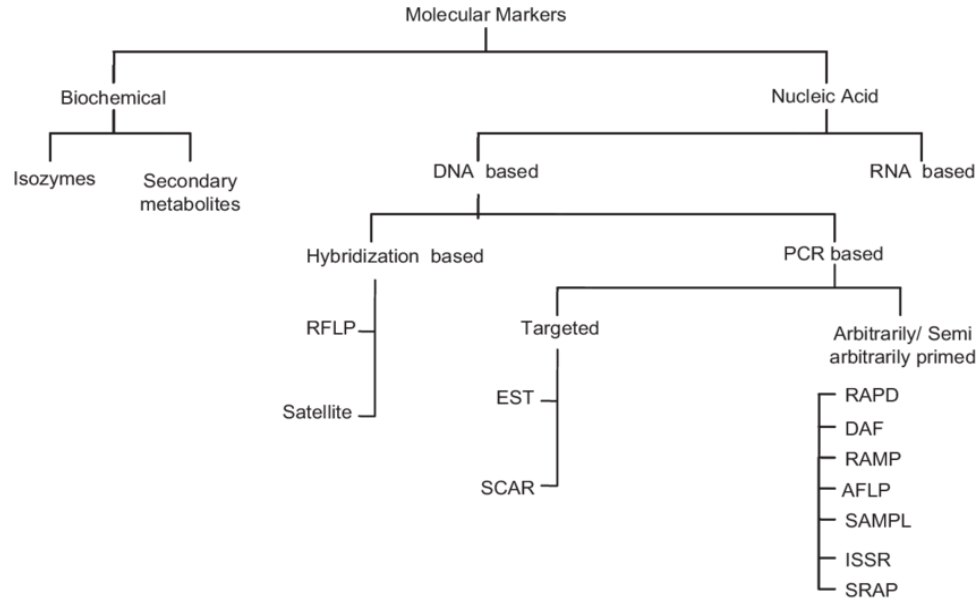 Molecular Markers
Biochemical
Nucleic Acid
Isozymes
Secondary
metabolites
DNA based
RNA based
Hybridization based
PCR based
RFLP
Satellite
Targeted
Arbitrarily/ Semi
arbitrarily primed
EST
SCAR
RAPD
DAF
RAMP
AFLP
SAMPL
ISSR
SRAP